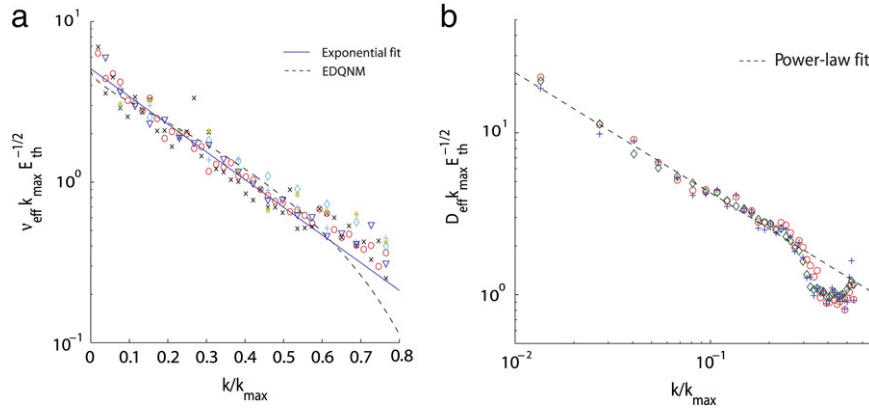 a
10^1
10^0
10^-1
ν_eff k_max E_th^-1/2
Exponential fit
EDQNM
0 0.1 0.2 0.3 0.4 0.5 0.6 0.7 0.8
k/k_max
b
10^1
10^0
D_eff k_max E_th^-1/2
Power-law fit
10^-2 10^-1
k/k_max